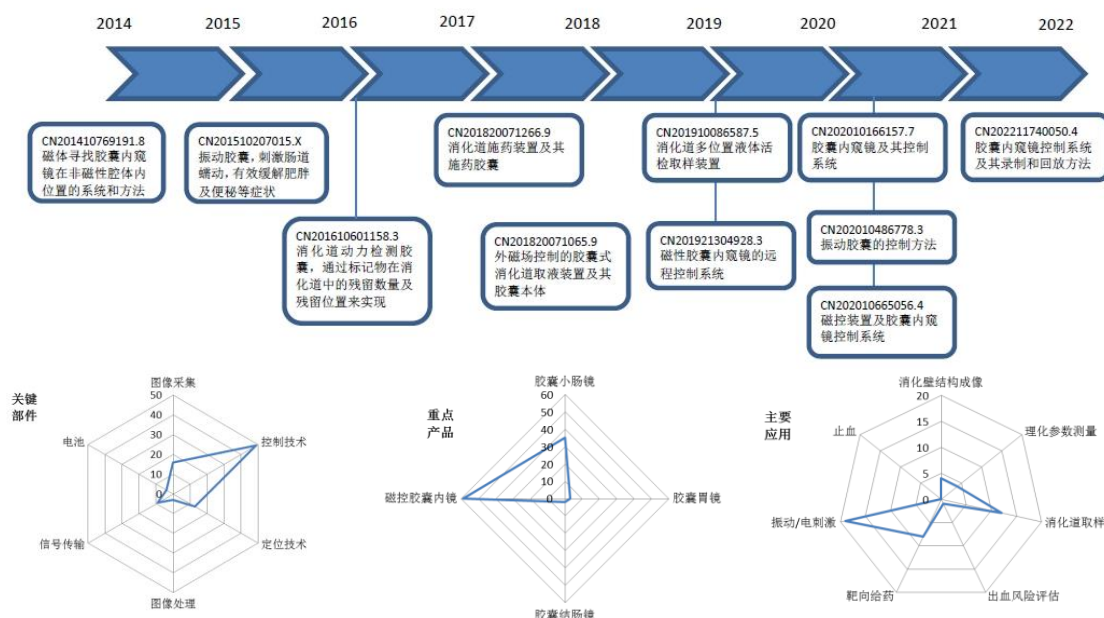 2014
2015
2016
2017
2018
2019
2020
2021
2022
CN201410769191.8
磁体寻找胶囊内窥
镜在非磁性腔体内
位置的系统和方法
CN201510207015.X
振动胶囊，刺激肠道
蠕动，有效缓解肥胖
及便秘等症状
CN201610601158.3
消化道动力检测胶
囊，通过标记物在消
化道中的残留数量及
残留位置来实现
CN201820071266.9
消化道施药装置及其
施药胶囊
CN201820071065.9
外磁场控制的胶囊式
消化道取液装置及其
胶囊本体
CN201910086587.5
消化道多位置液体活
检取样装置
CN201921304928.3
磁性胶囊内窥镜的远
程控制系统
CN202010166157.7
胶囊内窥镜及其控制
系统
CN202010486778.3
振动胶囊的控制方法
CN202010665056.4
磁控装置及胶囊内窥
镜控制系统
CN202211740050.4
胶囊内窥镜控制系统
及其录制和回放方法
关键
部件
图像采集
50
40
30
20
10
0
控制技术
定位技术
图像处理
信号传输
电池
重点
产品
胶囊小肠镜
60
50
40
30
20
10
0
胶囊胃镜
胶囊结肠镜
磁控胶囊内镜
主要
应用
消化壁结构成像
20
15
10
5
0
理化参数测量
消化道取样
出血风险评估
靶向给药
振动/电刺激
止血